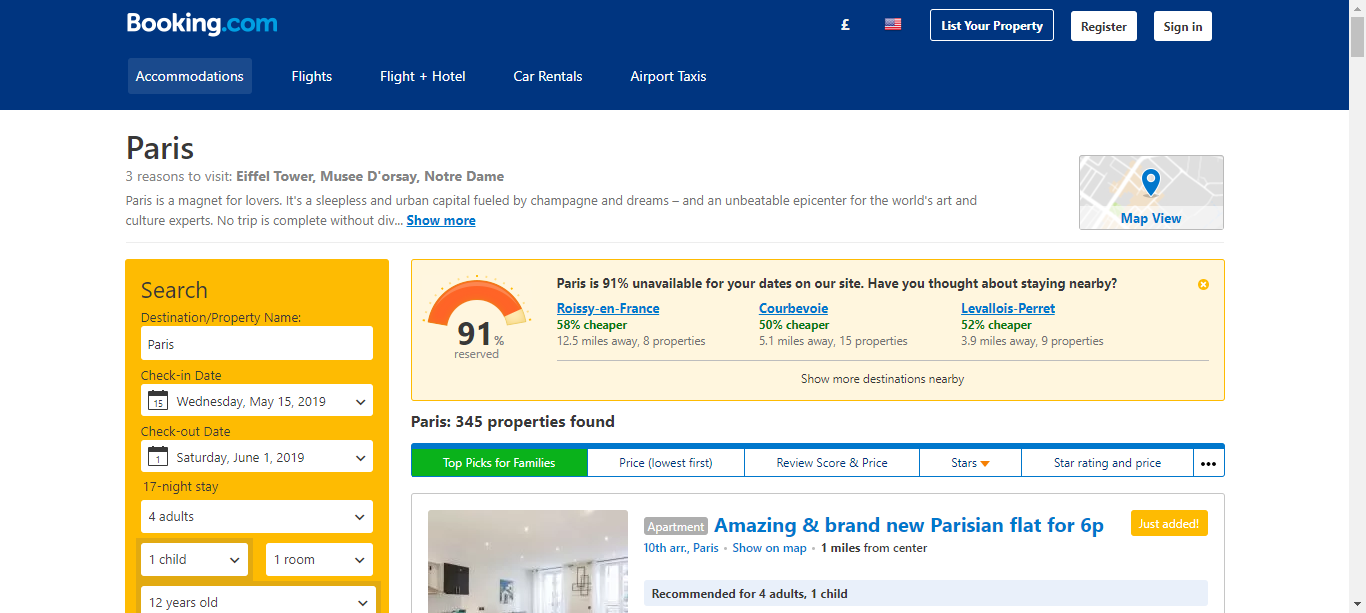 Booking.com
£
List Your Property
Register
Sign in
Accommodations
Flights
Flight + Hotel
Car Rentals
Airport Taxis
Paris
3 reasons to visit: Eiffel Tower, Musee D'orsay, Notre Dame
Paris is a magnet for lovers. It's a sleepless and urban capital fueled by champagne and dreams – and an unbeatable epicenter for the world's art and
culture experts. No trip is complete without div... Show more
Map View
Search
Destination/Property Name:
Paris
Check-in Date
15
Wednesday, May 15, 2019
Check-out Date
1
Saturday, June 1, 2019
17-night stay
4 adults
1 child
1 room
12 years old
91%
reserved
Paris is 91% unavailable for your dates on our site. Have you thought about staying nearby?
Roissy-en-France
58% cheaper
12.5 miles away, 8 properties
Courbevoie
50% cheaper
5.1 miles away, 15 properties
Levallois-Perret
52% cheaper
3.9 miles away, 9 properties
Show more destinations nearby
Paris: 345 properties found
Top Picks for Families
Price (lowest first)
Review Score & Price
Stars
Star rating and price
•••
Apartment Amazing & brand new Parisian flat for 6p
Just added!
10th arr., Paris • Show on map • 1 miles from center
Recommended for 4 adults, 1 child